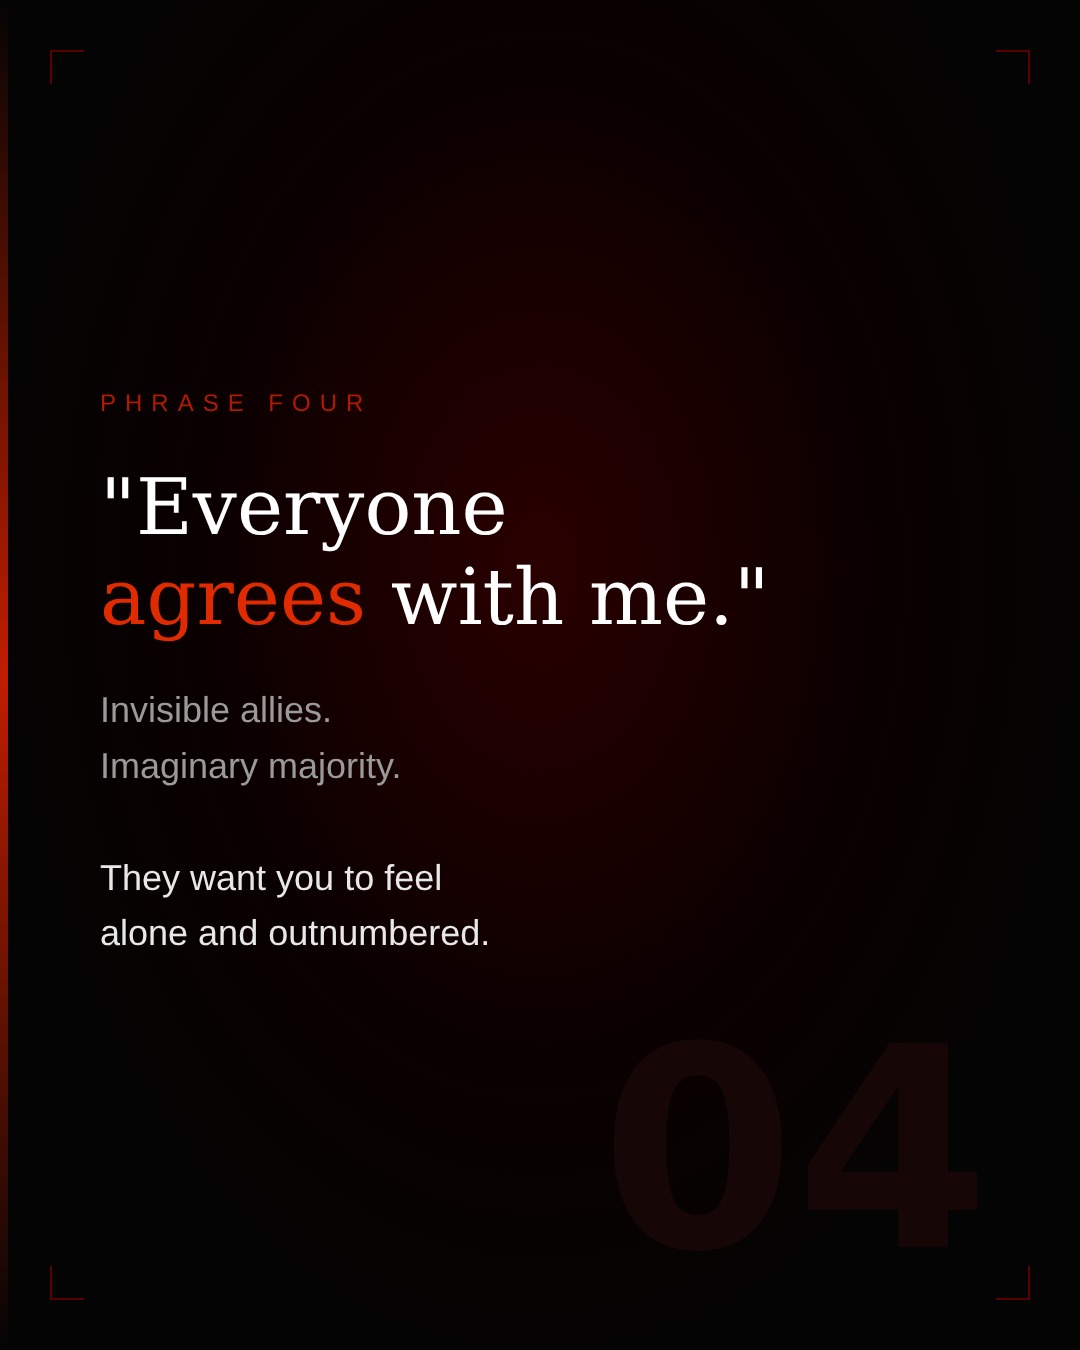 PHRASE FOUR
"Everyone
agrees with me."
Invisible allies.
Imaginary majority.
They want you to feel
alone and outnumbered.
04